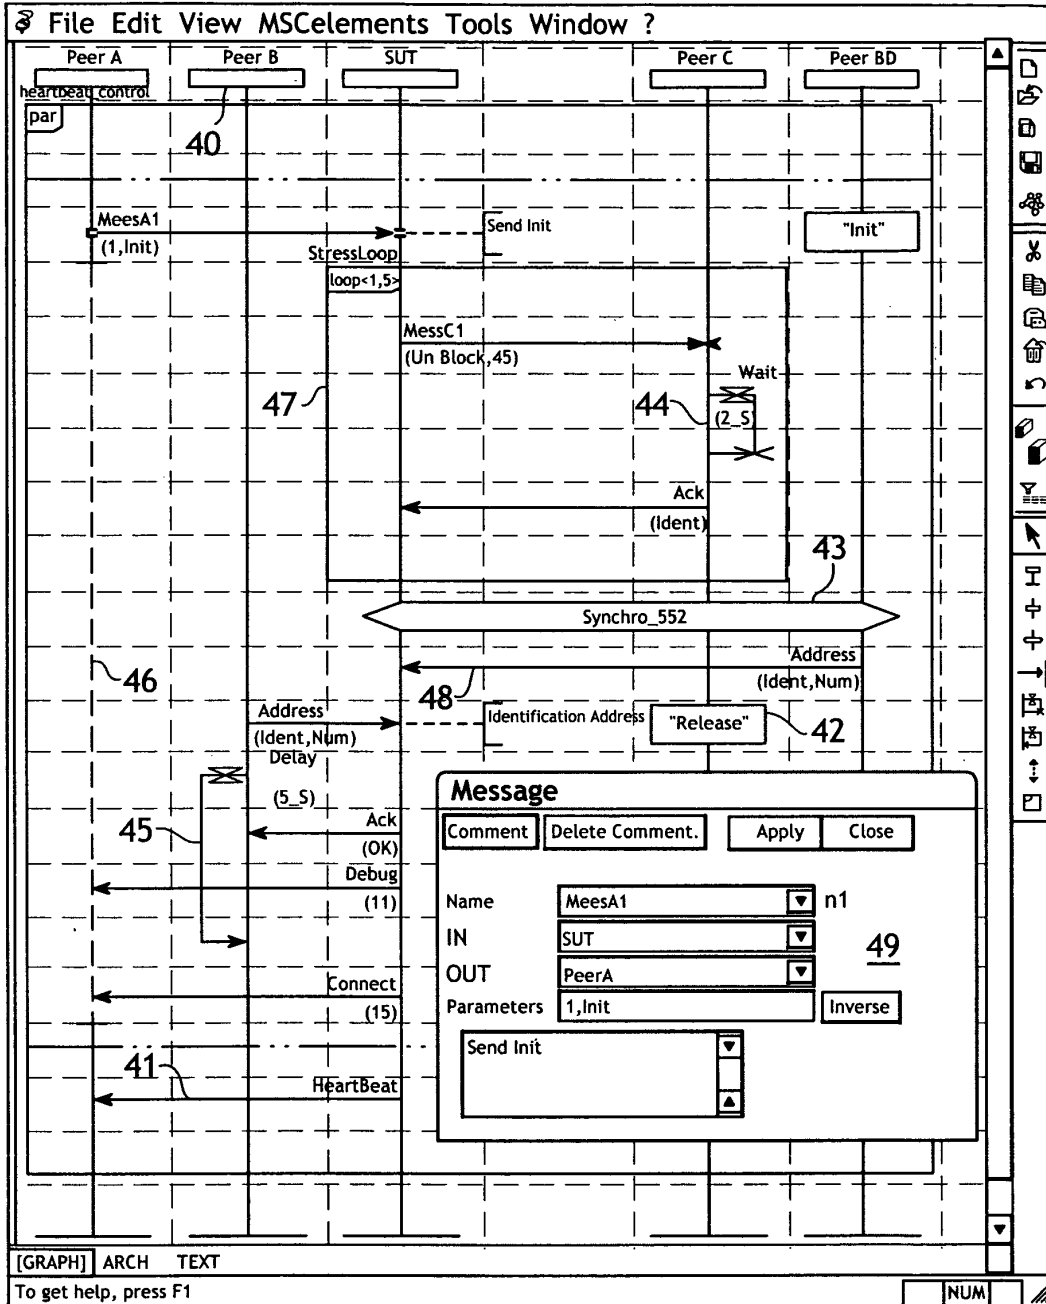 File Edit View MSCelements Tools Window ?
Peer A Peer B SUT Peer C Peer BD
heartbeat_control
par
40
MeesA1
(1,Init)
Send Init
"Init"
StressLoop
loop<1,5>
MessC1
(Un Block,45)
Wait
47
44
(2_S)
Ack
(Ident)
43
Synchro_552
46
Address
48
(Ident,Num)
Address
(Ident,Num)
Identification Address
"Release"
42
Delay
(5_S)
45
Ack
(OK)
Debug
(11)
Connect
(15)
41
HeartBeat
Message
Comment Delete Comment. Apply Close
Name MeesA1 n1
IN SUT
49
OUT PeerA
Parameters 1,Init Inverse
Send Init
[GRAPH] ARCH TEXT
To get help, press F1 NUM